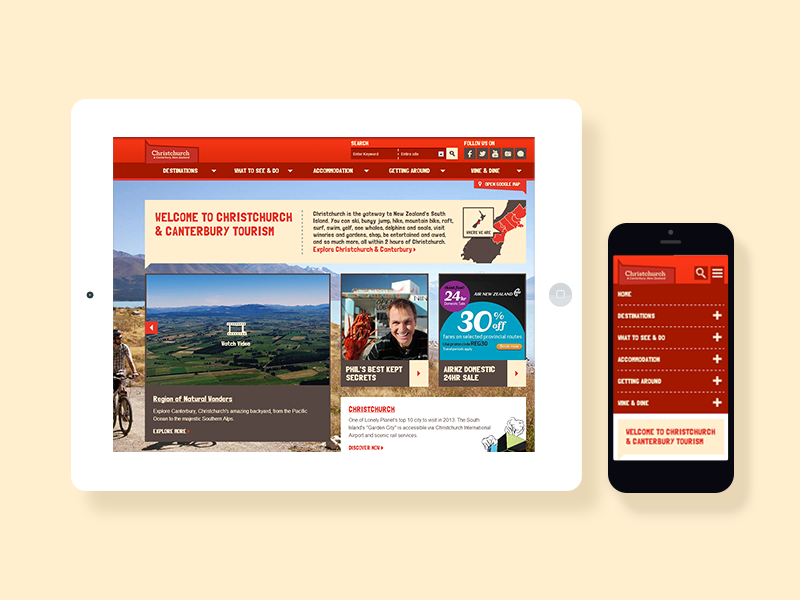 Christchurch
& Canterbury, New Zealand
SEARCH
Enter Keyword
Entire site
FOLLOW US ON
DESTINATIONS
WHAT TO SEE & DO
ACCOMMODATION
GETTING AROUND
WINE & DINE
OPEN GOOGLE MAP
WELCOME TO CHRISTCHURCH
& CANTERBURY TOURISM
Christchurch is the gateway to New Zealand's South
Island. You can ski, bungy jump, hike, mountain bike, raft,
surf, swim, golf, see whales, dolphins and seals, visit
wineries and gardens, shop, be entertained and awed,
and so much more, all within 2 hours of Christchurch.
Explore Christchurch & Canterbury
WHERE WE ARE
Watch Video
Region of Natural Wonders
Explore Canterbury, Christchurch's amazing backyard, from the Pacific
Ocean to the majestic Southern Alps.
EXPLORE MORE
PHIL'S BEST KEPT
SECRETS
24hr
Domestic Sale
AIR NEW ZEALAND
30% off
fares on selected provincial routes
AIRNZ DOMESTIC
24HR SALE
CHRISTCHURCH
One of Lonely Planet's top 10 city to visit in 2013. The South
Island's "Garden City" is accessible via Christchurch International
Airport and scenic rail services.
DISCOVER NOW
Christchurch
& Canterbury, New Zealand
HOME
DESTINATIONS
WHAT TO SEE & DO
ACCOMMODATION
GETTING AROUND
WINE & DINE
WELCOME TO CHRISTCHURCH
& CANTERBURY TOURISM